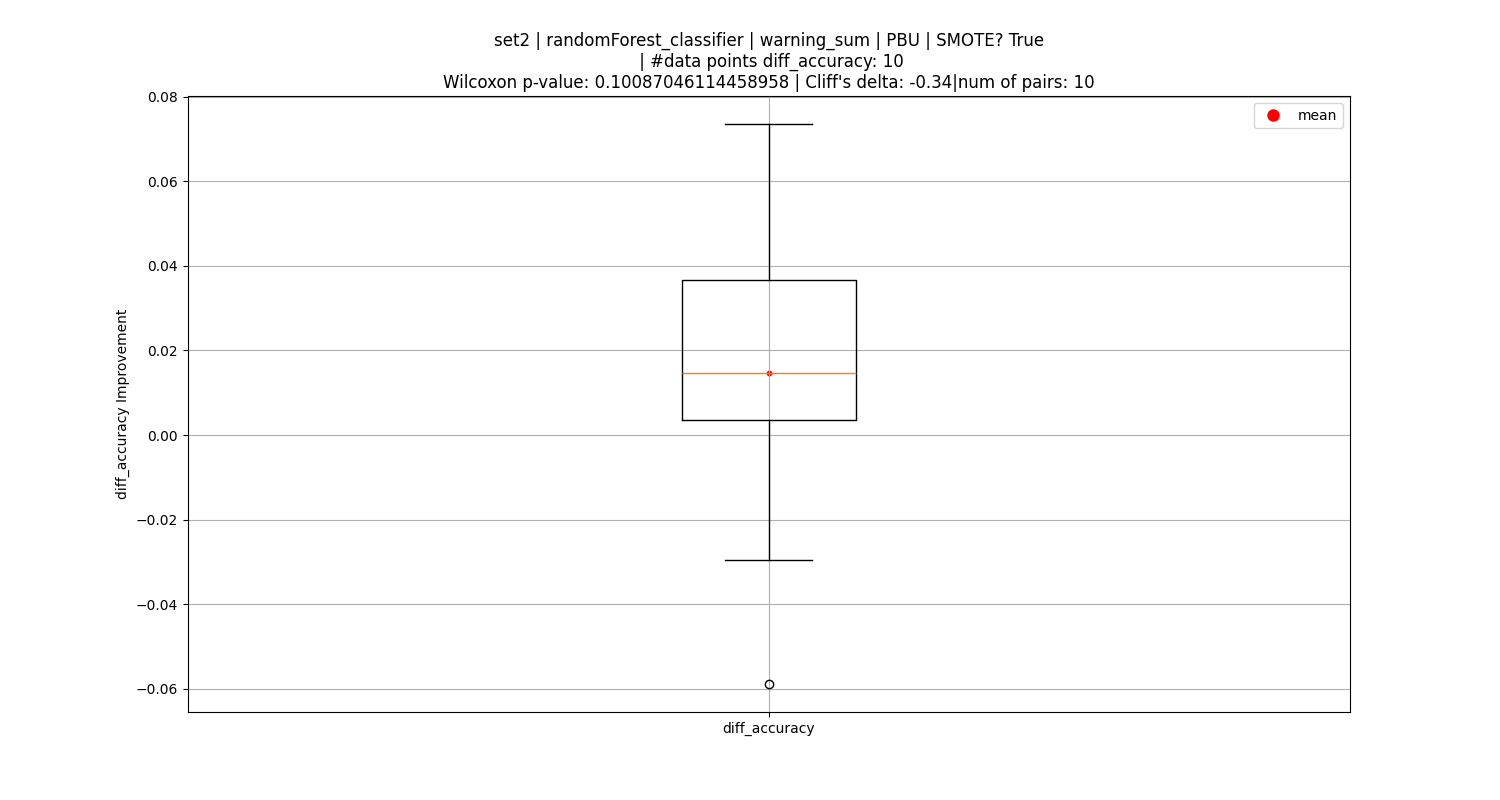 set2 | randomForest_classifier | warning_sum | PBU | SMOTE? True
| #data points diff_accuracy: 10
Wilcoxon p-value: 0.10087046114458958 | Cliff's delta: -0.34|num of pairs: 10
0.08
mean
0.06
0.04
0.02
0.00
−0.02
−0.04
−0.06
diff_accuracy Improvement
diff_accuracy